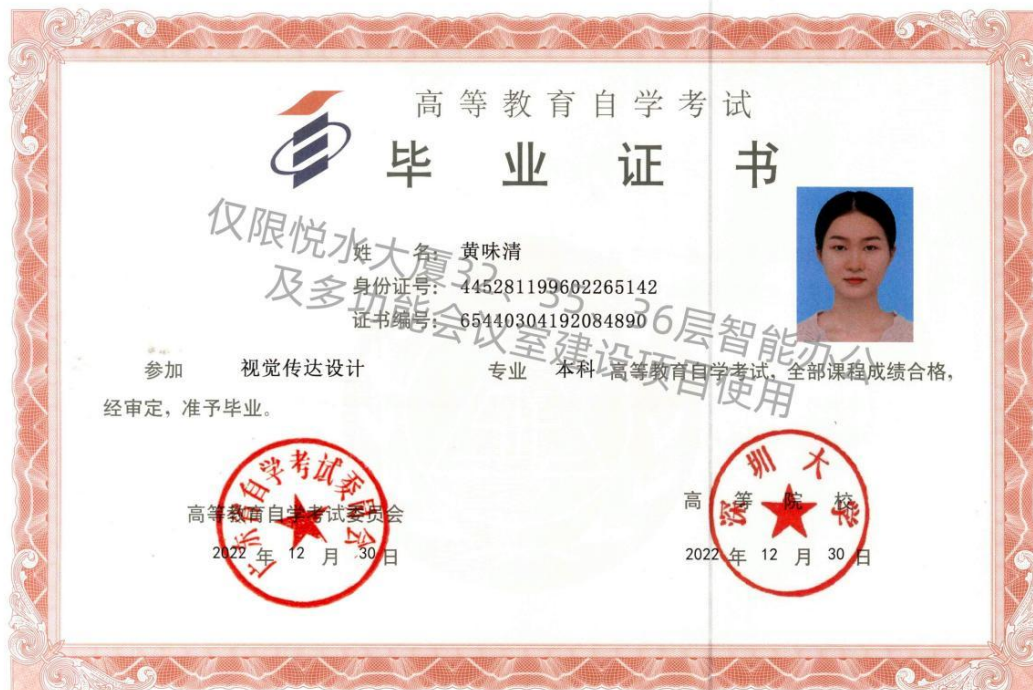 高等教育自学考试
毕业证书
仅限悦水大厦33、35、36层智能办公
及多功能会议室建设项目使用
姓 名: 黄味清
身份证号: 445281199602265142
证书编号: 65440304192084890
参加 视觉传达设计 专业 本科 高等教育自学考试, 全部课程成绩合格,
经审定, 准予毕业。
广东省自学考试委员会
高等教育自学考试委员会
2022 年 12 月 30 日
深圳大学
高等院校
2022 年 12 月 30 日